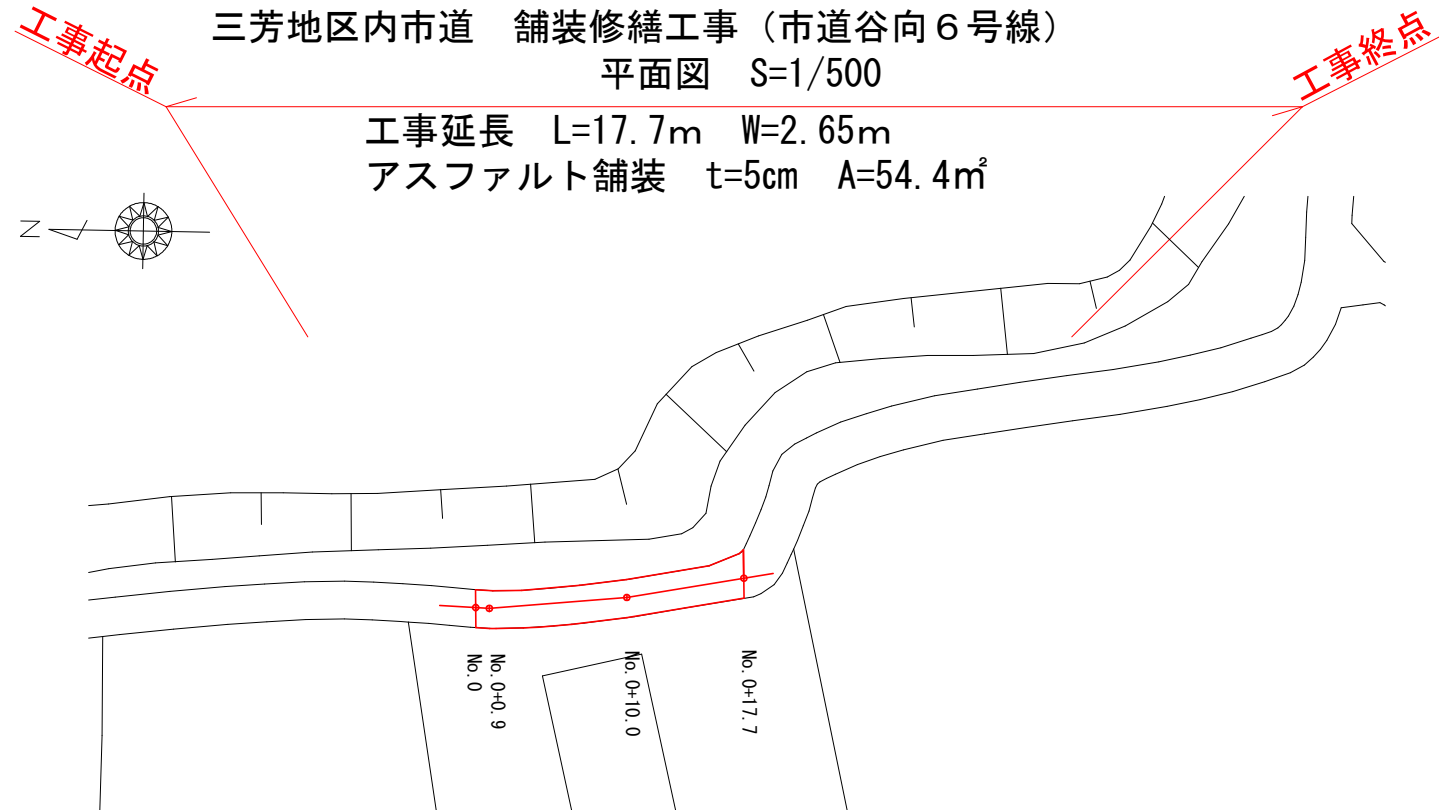 三芳地区内市道　舗装修繕工事（市道谷向６号線）
平面図　S=1/500
工事起点
工事終点
工事延長　L=17.7m　W=2.65m
アスファルト舗装　t=5㎝　A=54.4㎡
N
No.0
No.0+0.9
No.0+10.0
No.0+17.7